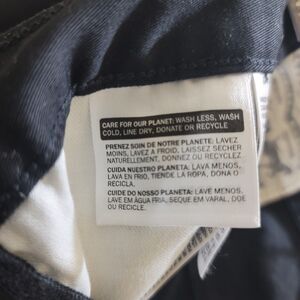 CARE FOR OUR PLANET: WASH LESS, WASH
COLD, LINE DRY, DONATE OR RECYCLE
PRENEZ SOIN DE NOTRE PLANETE: LAVEZ
MOINS, LAVEZ A FROID, LAISSEZ SECHER
NATURELLEMENT, DONNEZ OU RECYCLEZ
CUIDA NUESTRO PLANETA: LAVA MENOS,
LAVA EN FRIO, TIENDE LA ROPA, DONA O
RECICLA.
CUIDE DO NOSSO PLANETA: LAVE MENOS,
LAVE EM ÁGUA FRIA, SEQUE EM VARAL, DOE
OU RECICLE.